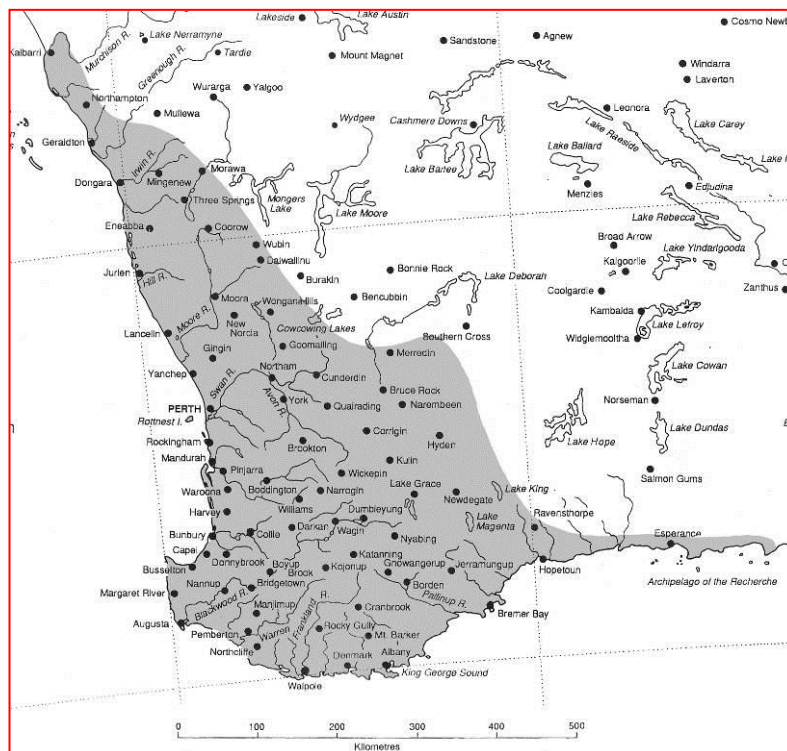 Lakeside
Lake Austin
Cosmo Newb
Kalbarri
Murchison R.
Lake Nerramyne
Greenough R.
Tardie
Mount Magnet
Sandstone
Agnew
Windarra
Laverton
Northampton
Wurarga
Yalgoo
Mullewa
Wydgee
Cashmere Downs
Leonora
Lake Carey
Geraldton
Irwin R.
Lake Raeside
Lake Ballard
Lake Barlee
Morawa
Mingenew
Dongara
Mongers
Lake
Lake Moore
Menzies
Edjudina
Three Springs
Lake Rebecca
Eneabba
Coorow
Wubin
Dalwallinu
Broad Arrow
Lake Yindarlgooda
Kalgoorlie
Jurien
Hill R.
Burakin
Bonnie Rock
Lake Deborah
Coolgardie
Zanthus
Moora
Wongan Hills
Bencubbin
Kambalda
Moore R.
New
Norcia
Cowcowing Lakes
Southern Cross
Lake Lefroy
Widgiemooltha
Lancelin
Gingin
Goomalling
Merredin
Lake Cowan
Yanchep
Swan R.
Northam
Cunderdin
Bruce Rock
Norseman
PERTH
Avon R.
York
Quairading
Narembeen
Lake Dundas
Rottnest I.
Corrigin
Hyden
Lake Hope
Rockingham
Brookton
Mandurah
Kulin
Pinjarra
Wickepin
Salmon Gums
Waroona
Boddington
Narrogin
Lake Grace
Newdegate
Lake King
Williams
Harvey
Dumbleyung
Lake
Magenta
Ravensthorpe
Darkan
Wagin
Bunbury
Collie
Nyabing
Esperance
Capel
Donnybrook
Boyup
Brook
Katanning
Kojonup
Gnowangerup
Jerramungup
Hopetoun
Busselton
Nannup
Bridgetown
Borden
Archipelago of the Recherche
Margaret River
Blackwood R.
Manjimup
Frankland
R.
Cranbrook
Pallinup R.
Bremer Bay
Augusta
Pemberton
Warren
Rocky Gully
Mt. Barker
Northcliffe
Denmark
Albany
King George Sound
Walpole
0 100 200 300 400 500
Kilometres